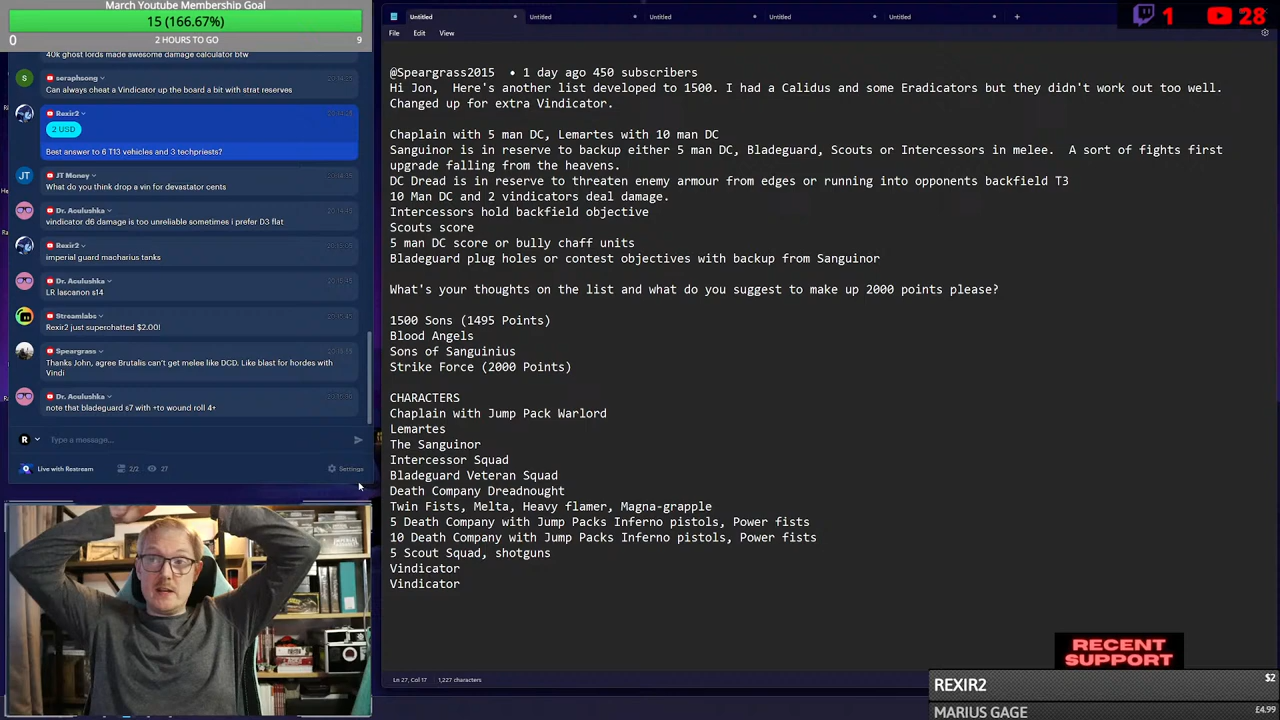 March Youtube Membership Goal
15 (166.67%)
0
2 HOURS TO GO
9
40k ghost lords made awesome damage calculator btw
S
seraphsong
Can always cheat a Vindicator up the board a bit with strat reserves
Rexir2
2 USD
Best answer to 6 T13 vehicles and 3 techpriests?
JT
JT Money
What do you think drop a vin for devastator cents
Dr. Aculushka
vindicator d6 damage is too unreliable sometimes i prefer D3 flat
Rexir2
imperial guard macharius tanks
Dr. Aculushka
LR lascanon s14
Streamlabs
Rexir2 just superchatted $2.00!
Speargrass
Thanks John, agree Brutalis can't get melee like DCD. Like blast for hordes with
Vindi
Dr. Aculushka
note that bladeguard s7 with +to wound roll 4+
R
Type a message...
Live with Restream
2/2
27
Settings
Untitled
Untitled
Untitled
Untitled
Untitled
1
28
File
Edit
View
@Speargrass2015 • 1 day ago 450 subscribers
Hi Jon, Here's another list developed to 1500. I had a Calidus and some Eradicators but they didn't work out too well.
Changed up for extra Vindicator.
Chaplain with 5 man DC, Lemartes with 10 man DC
Sanguinor is in reserve to backup either 5 man DC, Bladeguard, Scouts or Intercessors in melee. A sort of fights first
upgrade falling from the heavens.
DC Dread is in reserve to threaten enemy armour from edges or running into opponents backfield T3
10 Man DC and 2 vindicators deal damage.
Intercessors hold backfield objective
Scouts score
5 man DC score or bully chaff units
Bladeguard plug holes or contest objectives with backup from Sanguinor
What's your thoughts on the list and what do you suggest to make up 2000 points please?
1500 Sons (1495 Points)
Blood Angels
Sons of Sanguinius
Strike Force (2000 Points)
CHARACTERS
Chaplain with Jump Pack Warlord
Lemartes
The Sanguinor
Intercessor Squad
Bladeguard Veteran Squad
Death Company Dreadnought
Twin Fists, Melta, Heavy flamer, Magna-grapple
5 Death Company with Jump Packs Inferno pistols, Power fists
10 Death Company with Jump Packs Inferno pistols, Power fists
5 Scout Squad, shotguns
Vindicator
Vindicator
Ln 27, Col 17
1,227 characters
RECENT
SUPPORT
REXIR2
$2
MARIUS GAGE
£4.99